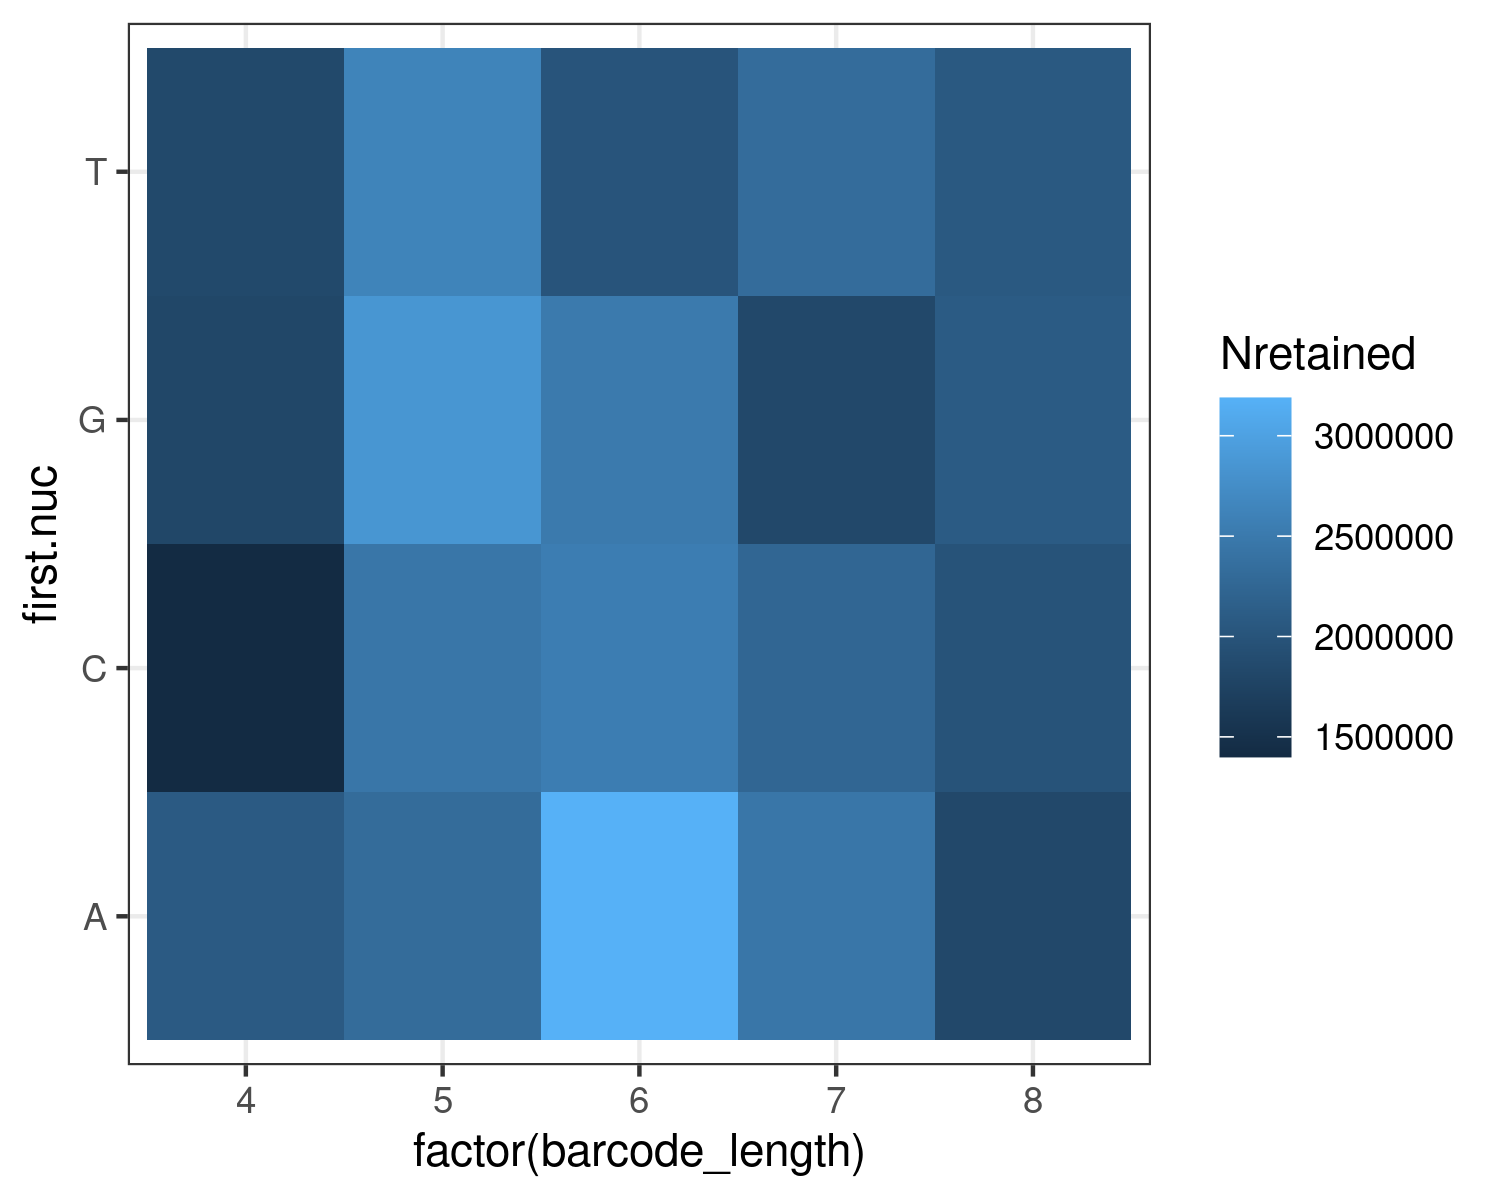 T
G
C
A
first.nuc
4 5 6 7 8
factor(barcode_length)
Nretained
3000000
2500000
2000000
1500000